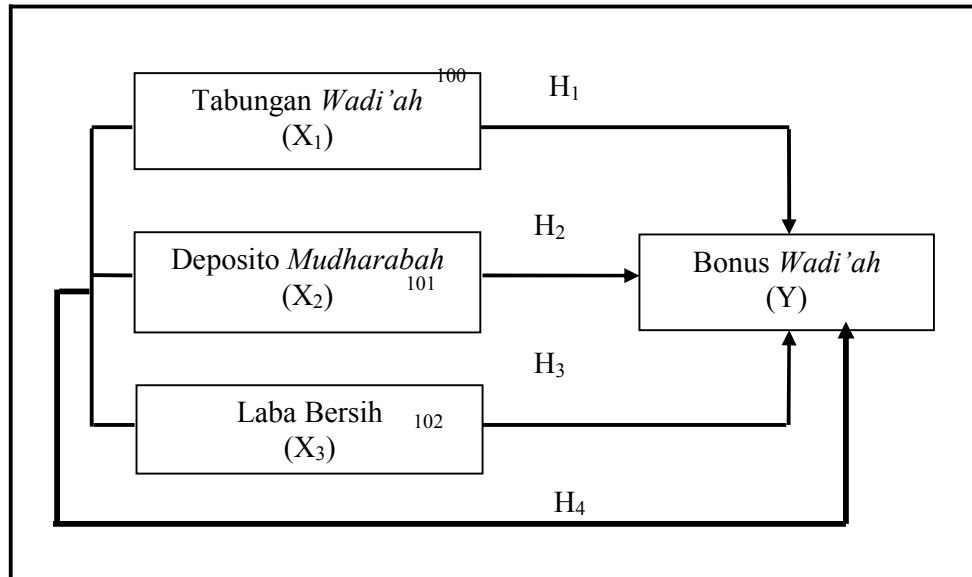 Tabungan Wadi’ah 100
(X1)
H1
Deposito Mudharabah
(X2) 101
H2
Bonus Wadi’ah
(Y)
Laba Bersih 102
(X3)
H3
H4